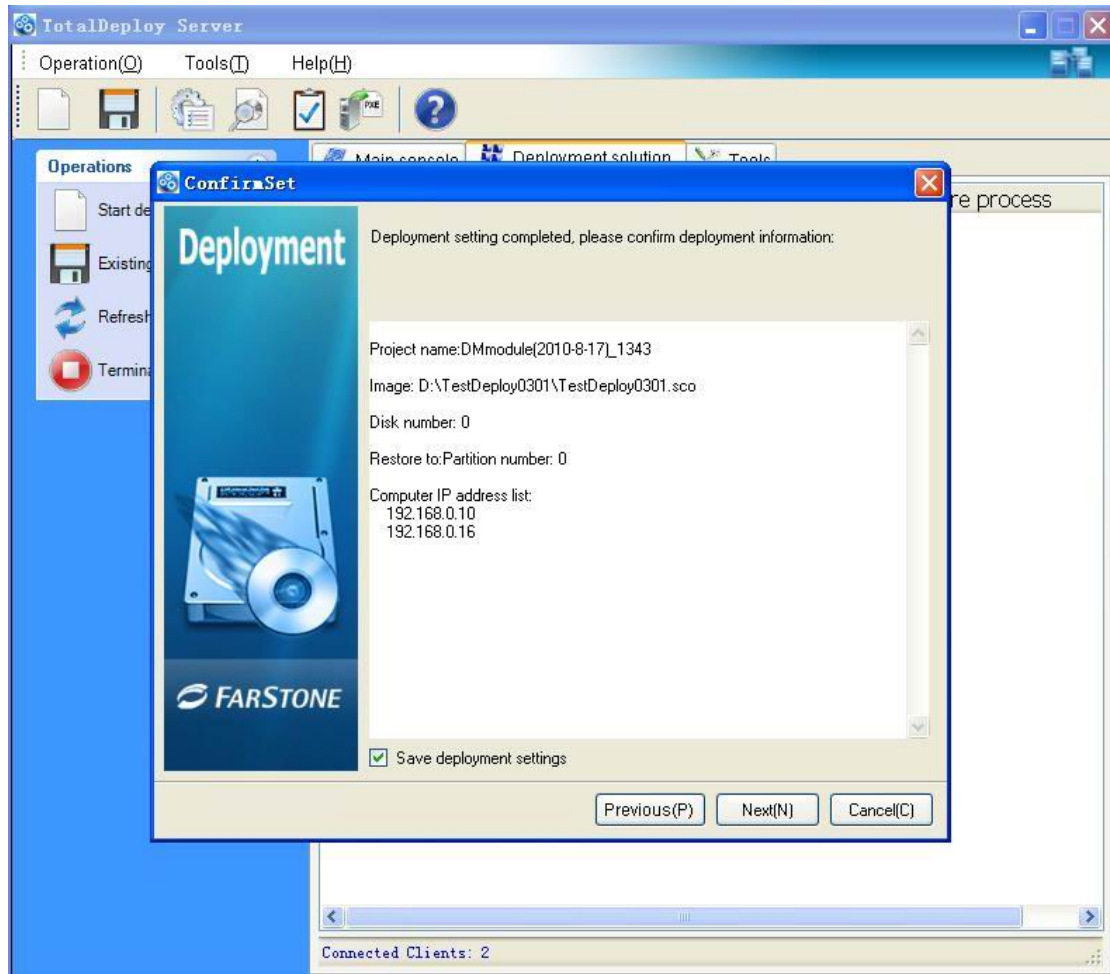 TotalDeploy Server
Operation(O) Tools(T) Help(H)
PXE
Operations
Main console Deployment solution Tools
ConfirmSet
re process
Start de
Existing
Refresh
Termina
Deployment
Deployment setting completed, please confirm deployment information:
Project name:DMmodule(2010-8-17)_1343
Image: D:\TestDeploy0301\TestDeploy0301.sco
Disk number: 0
Restore to:Partition number: 0
Computer IP address list:
192.168.0.10
192.168.0.16
FARSTONE
Save deployment settings
Previous(P) Next(N) Cancel(C)
Connected Clients: 2